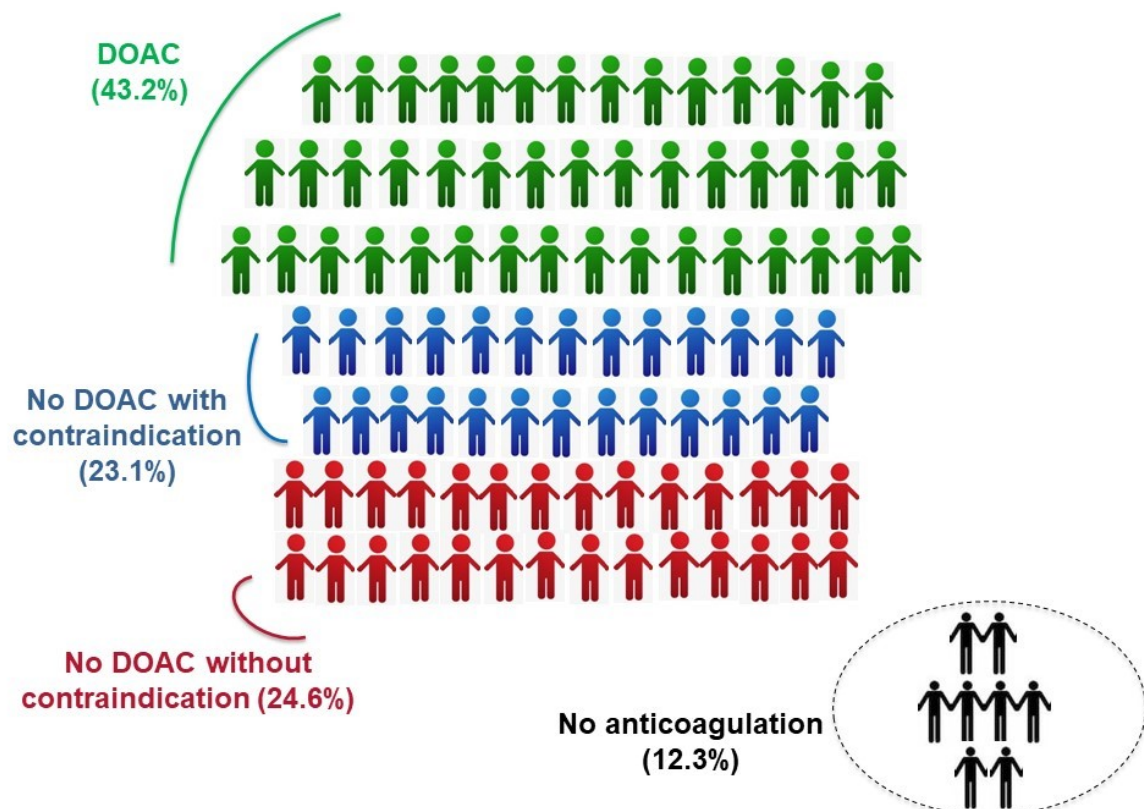 DOAC
(43.2%)
No DOAC with
contraindication
(23.1%)
No DOAC without
contraindication (24.6%)
No anticoagulation
(12.3%)